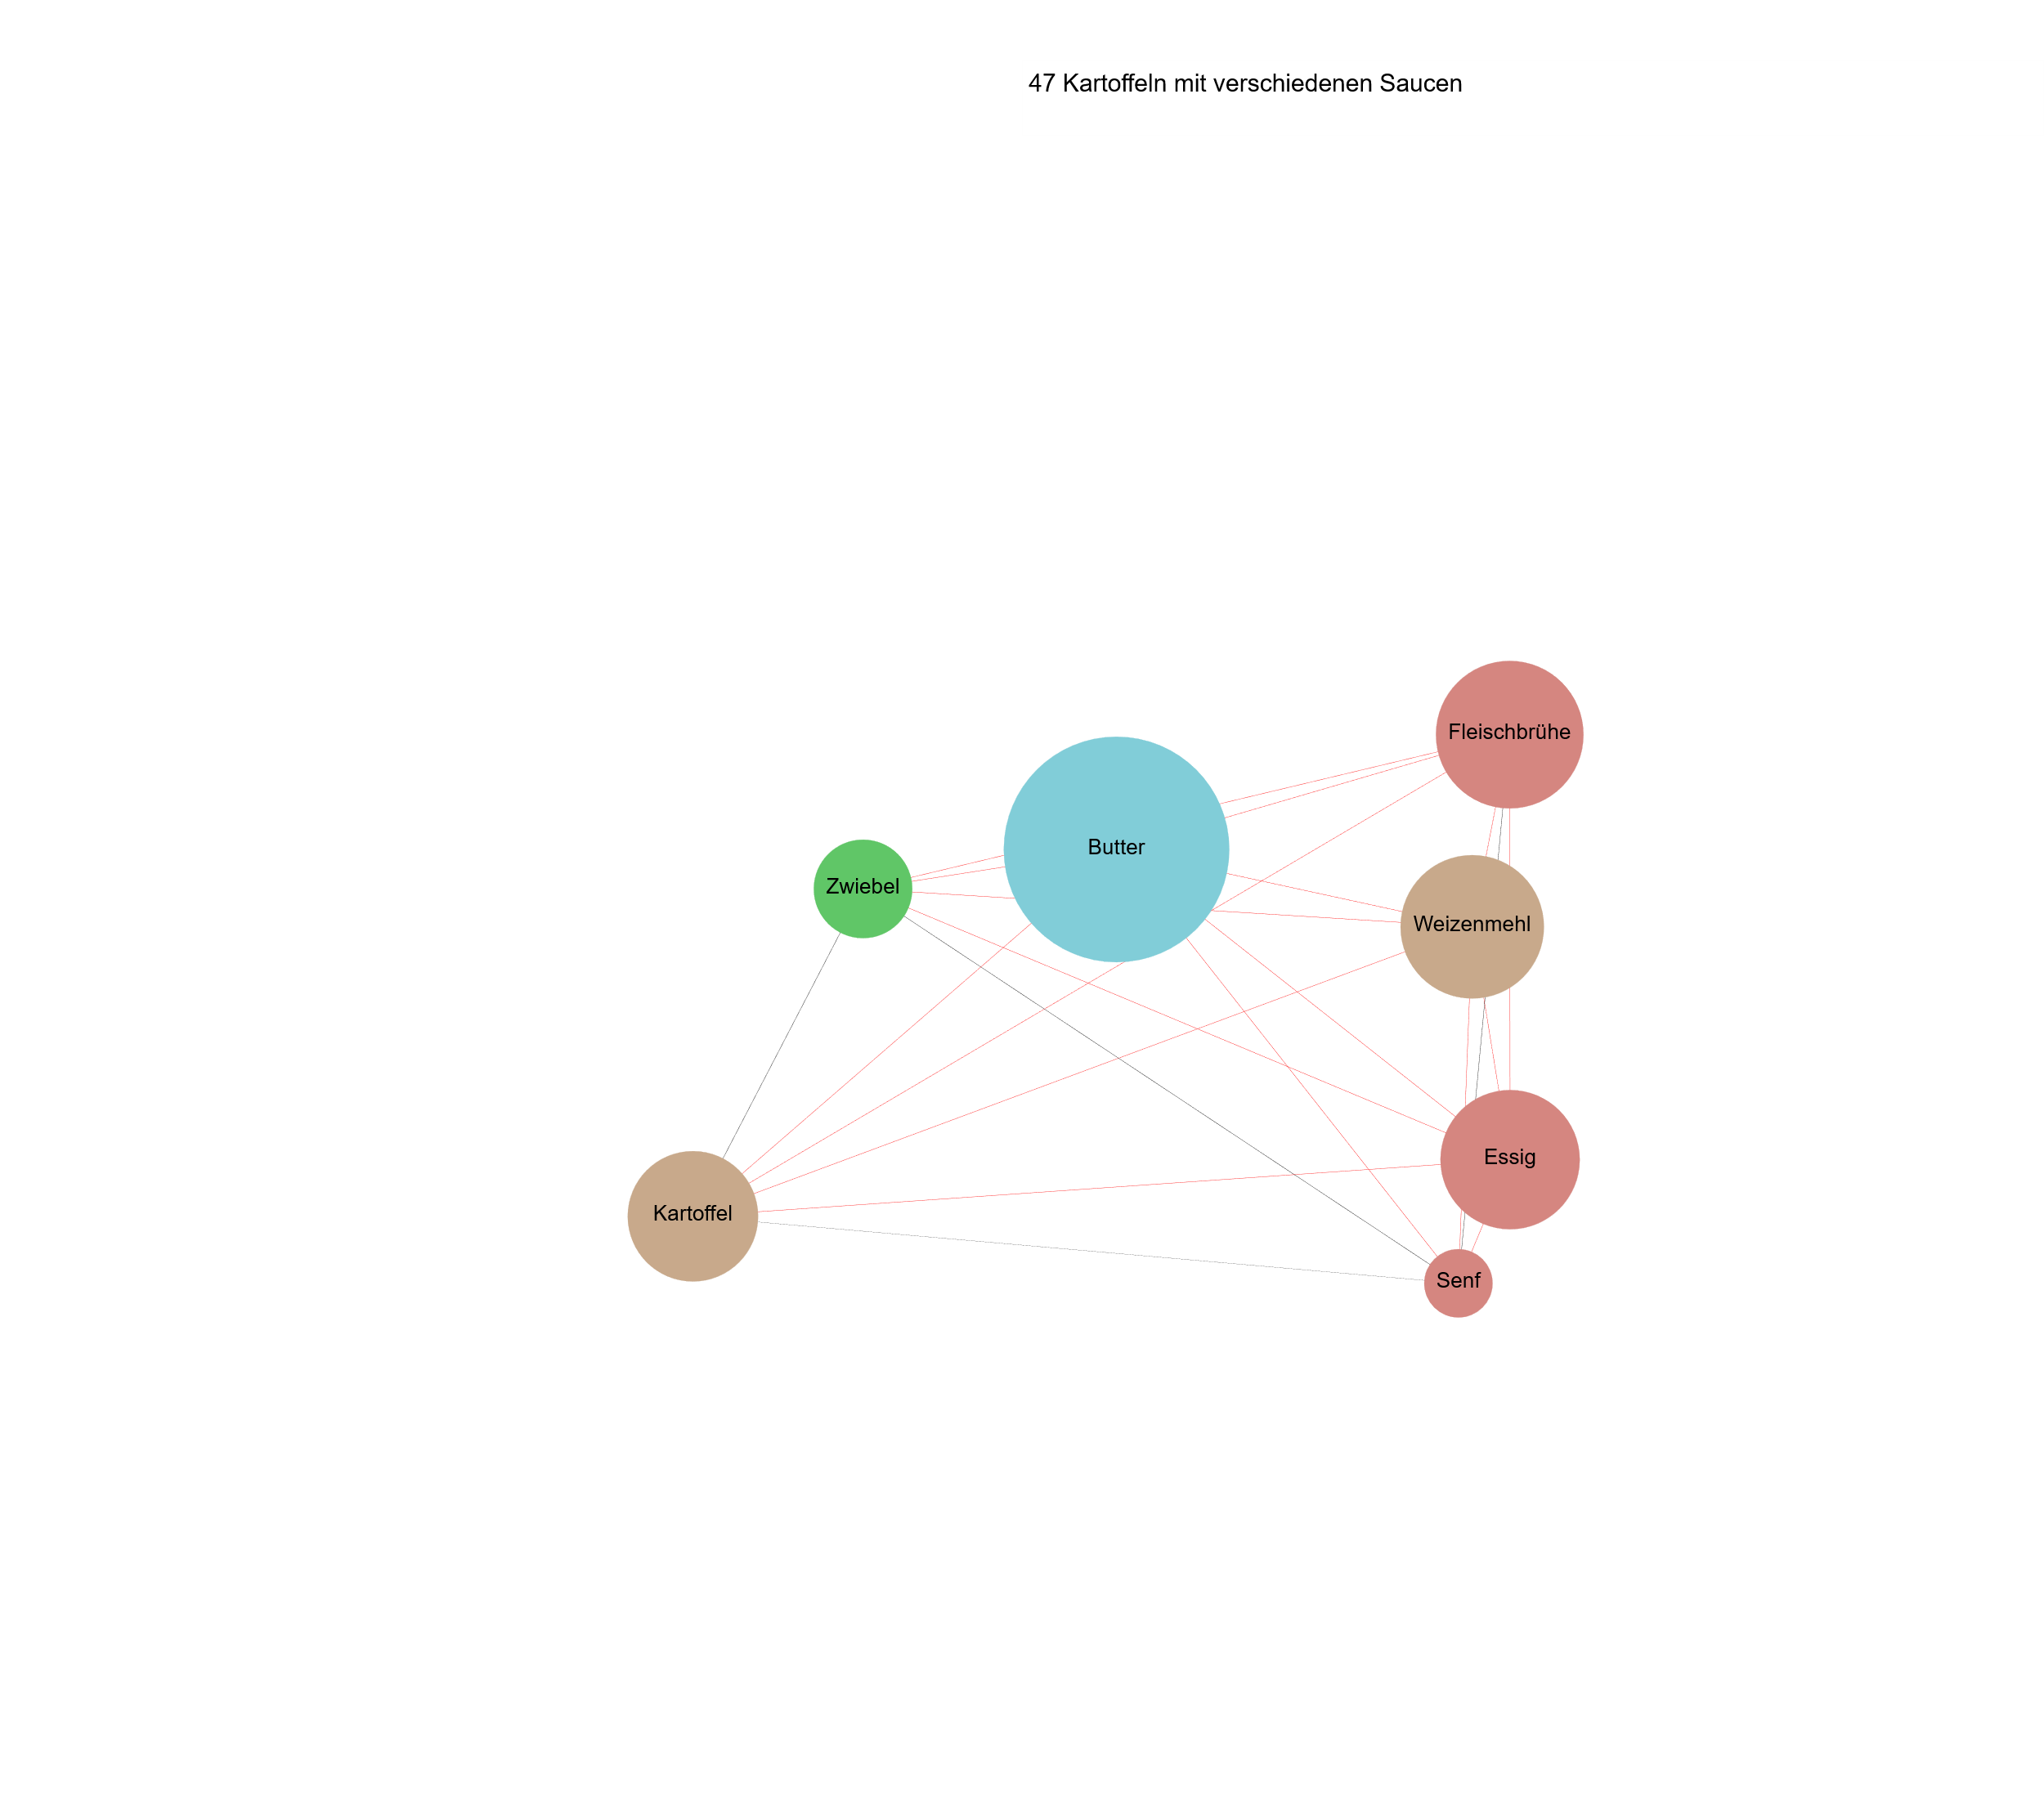 47 Kartoffeln mit verschiedenen Saucen
Fleischbrühe
Butter
Zwiebel
Weizenmehl
Essig
Kartoffel
Senf